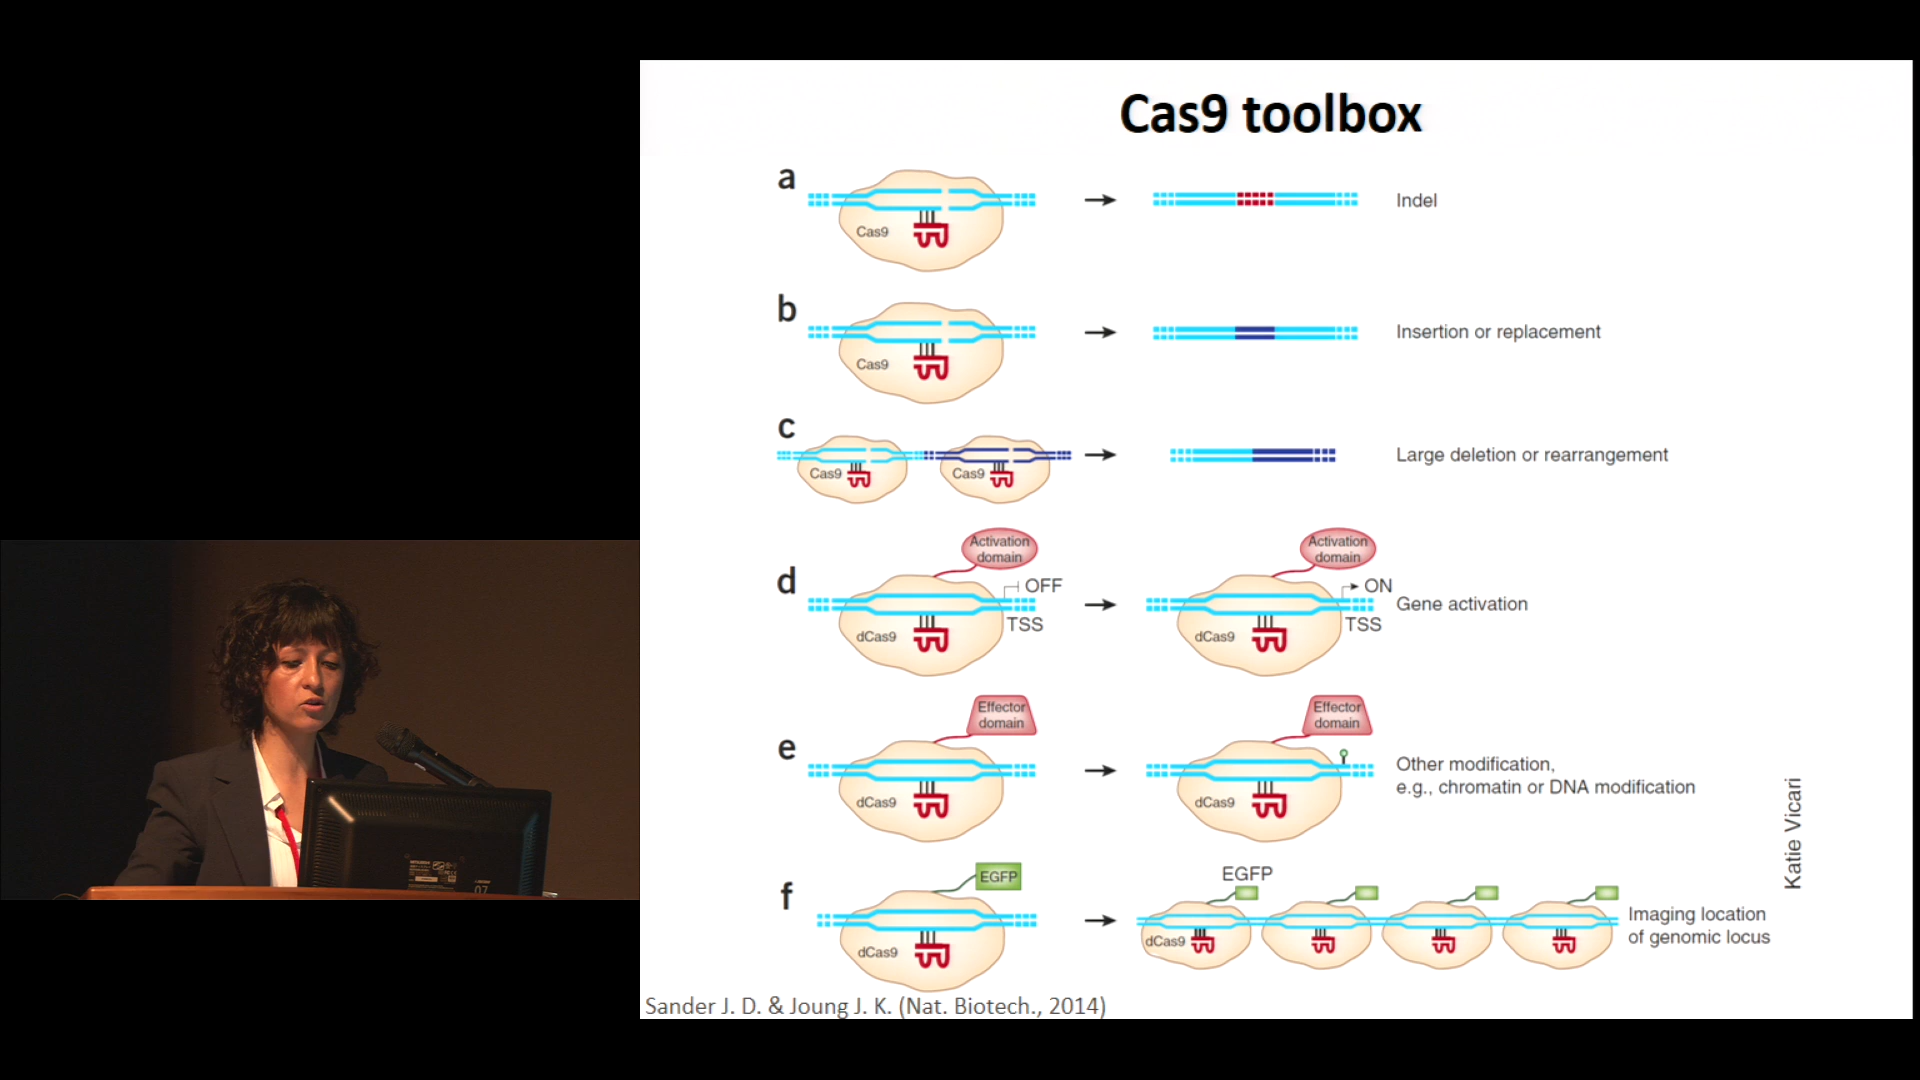 Cas9 toolbox
a
Cas9
Indel
b
Cas9
Insertion or replacement
c
Cas9
Cas9
Large deletion or rearrangement
d
Activation
domain
OFF
TSS
dCas9
Activation
domain
ON
TSS
dCas9
Gene activation
e
Effector
domain
dCas9
Effector
domain
dCas9
Other modification,
e.g., chromatin or DNA modification
f
EGFP
dCas9
EGFP
dCas9
Imaging location
of genomic locus
Katie Vicari
Sander J. D. & Joung J. K. (Nat. Biotech., 2014)
07